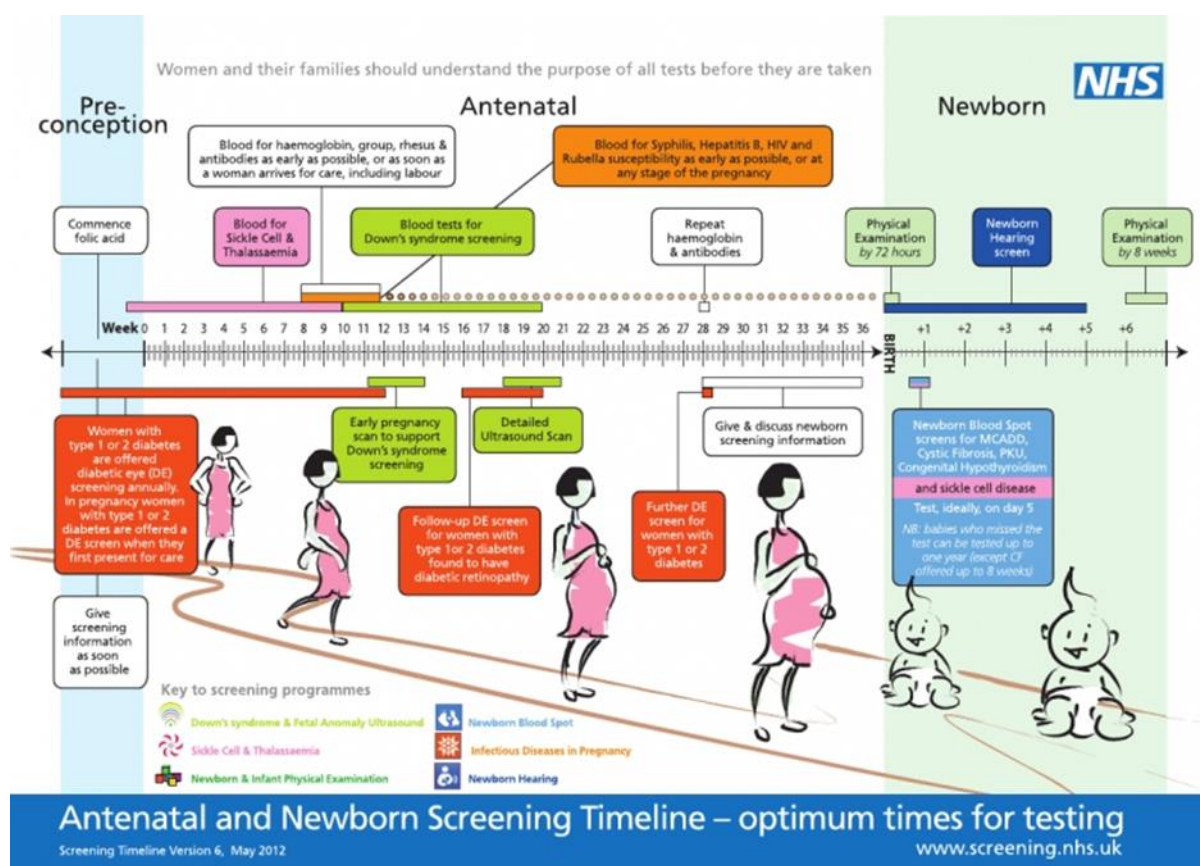 Women and their families should understand the purpose of all tests before they are taken
NHS
Pre-
conception
Antenatal
Newborn
Blood for haemoglobin, group, rhesus &
antibodies as early as possible, or as soon as
a woman arrives for care, including labour
Blood for Syphilis, Hepatitis B, HIV and
Rubella susceptibility as early as possible, or at
any stage of the pregnancy
Commence
folic acid
Blood for
Sickle Cell &
Thalassaemia
Blood tests for
Down's syndrome screening
Repeat
haemoglobin
& antibodies
Physical
Examination
by 72 hours
Newborn
Hearing
screen
Physical
Examination
by 8 weeks
Week 0 1 2 3 4 5 6 7 8 9 10 11 12 13 14 15 16 17 18 19 20 21 22 23 24 25 26 27 28 29 30 31 32 33 34 35 36
BIRTH
+1 +2 +3 +4 +5 +6
Women with
type 1 or 2 diabetes
are offered
diabetic eye (DE)
screening annually.
In pregnancy women
with type 1 or 2
diabetes are offered a
DE screen when they
first present for care
Early pregnancy
scan to support
Down's syndrome
screening
Detailed
Ultrasound Scan
Give & discuss newborn
screening information
Newborn Blood Spot
screens for MCADD,
Cystic Fibrosis, PKU,
Congenital Hypothyroidism
and sickle cell disease
Test, ideally, on day 5
NB: babies who missed the
test can be tested up to
one year (except CF
offered up to 8 weeks)
Follow-up DE screen
for women with
type 1or 2 diabetes
found to have
diabetic retinopathy
Further DE
screen for
women with
type 1 or 2
diabetes
Give
screening
information
as soon
as possible
Key to screening programmes
Down's syndrome & Fetal Anomaly Ultrasound
Sickle Cell & Thalassaemia
Newborn & Infant Physical Examination
Newborn Blood Spot
Infectious Diseases in Pregnancy
Newborn Hearing
Antenatal and Newborn Screening Timeline – optimum times for testing
Screening Timeline Version 6, May 2012
www.screening.nhs.uk